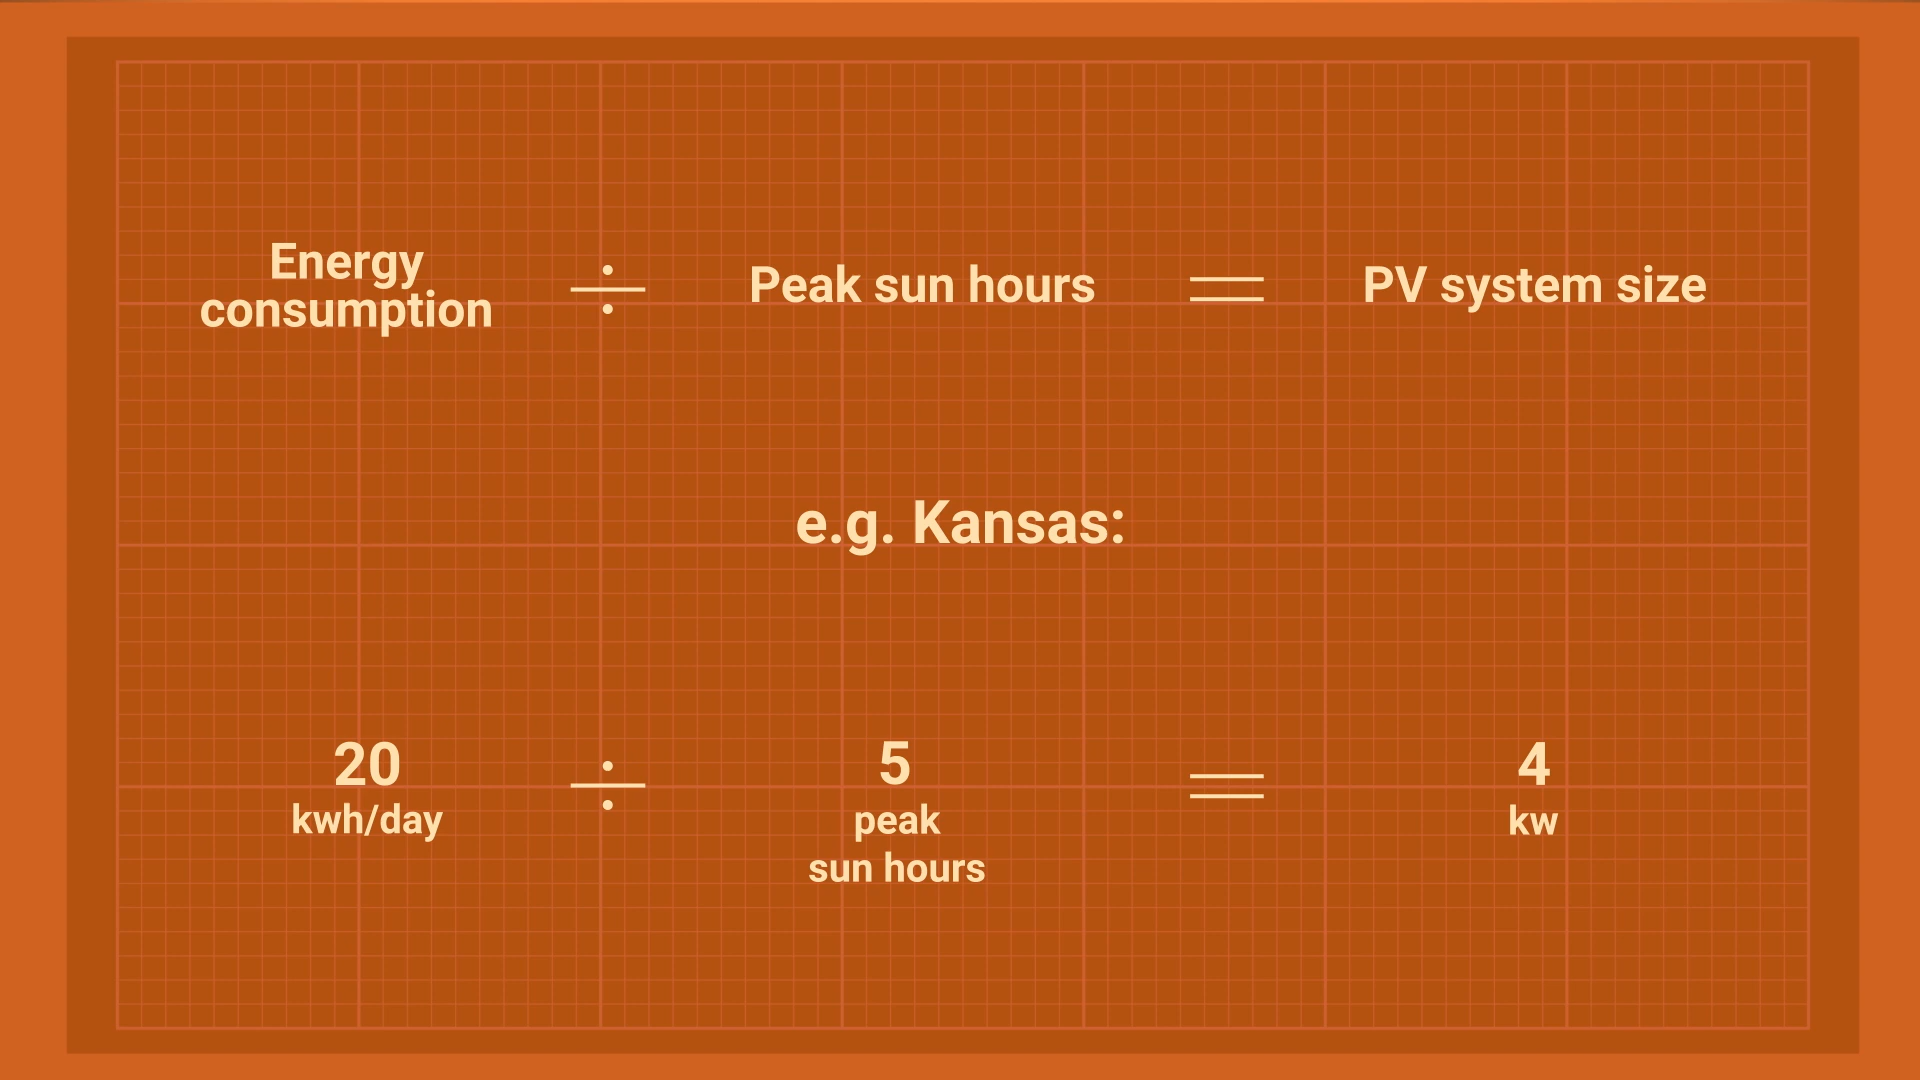 Energy
consumption
÷
Peak sun hours
=
PV system size
e.g. Kansas:
20
kwh/day
÷
5
peak
sun hours
=
4
kw